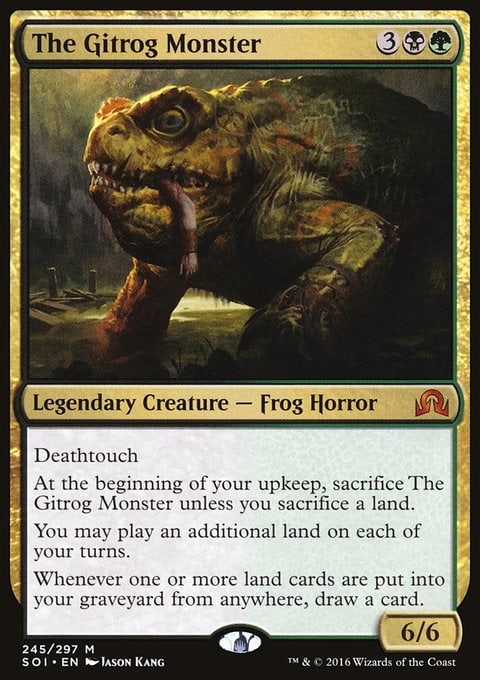 The Gitrog Monster 3
Legendary Creature — Frog Horror
Deathtouch
At the beginning of your upkeep, sacrifice The
Gitrog Monster unless you sacrifice a land.
You may play an additional land on each of
your turns.
Whenever one or more land cards are put into
your graveyard from anywhere, draw a card.
6/6
245/297 M
SOI • EN Jason Kang
™ & © 2016 Wizards of the Coast